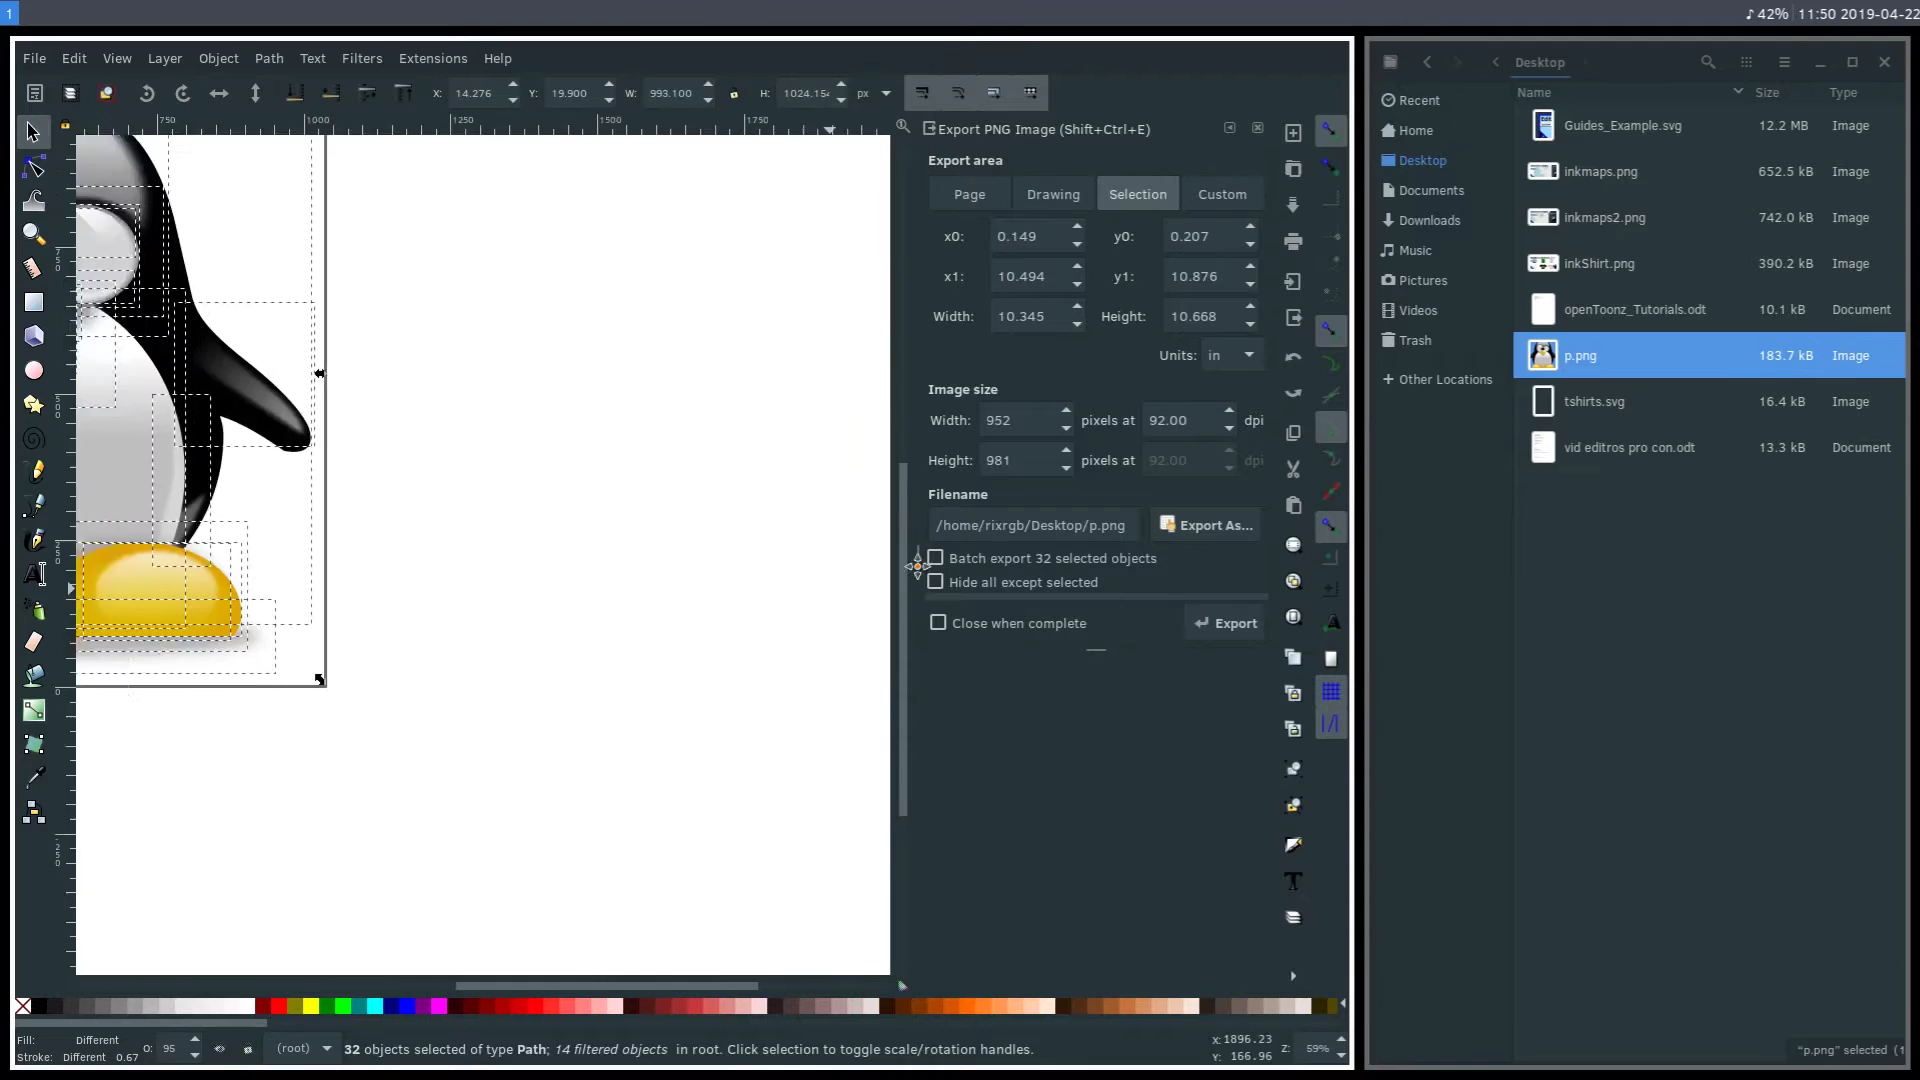 1
♪ 42% 11:50 2019-04-22
File Edit View Layer Object Path Text Filters Extensions Help
X: 14.276 Y: 19.900 W: 993.100 H: 1024.15 px
750 1000 1250 1500 1750
Export PNG Image (Shift+Ctrl+E)
Export area
Page Drawing Selection Custom
x0: 0.149 y0: 0.207
x1: 10.494 y1: 10.876
Width: 10.345 Height: 10.668
Units: in
Image size
Width: 952 pixels at 92.00 dpi
Height: 981 pixels at 92.00 dpi
Filename
/home/rixrgb/Desktop/p.png Export As...
Batch export 32 selected objects
Hide all except selected
Close when complete Export
750
500
250
0
250
Fill: Different
Stroke: Different 0.67
O: 95
(root)
32 objects selected of type Path; 14 filtered objects in root. Click selection to toggle scale/rotation handles.
X: 1896.23
Y: 166.96
Z: 59%
Desktop
Recent
Home
Desktop
Documents
Downloads
Music
Pictures
Videos
Trash
+ Other Locations
Name Size Type
Guides_Example.svg 12.2 MB Image
inkmaps.png 652.5 kB Image
inkmaps2.png 742.0 kB Image
inkShirt.png 390.2 kB Image
openToonz_Tutorials.odt 10.1 kB Document
p.png 183.7 kB Image
tshirts.svg 16.4 kB Image
vid editros pro con.odt 13.3 kB Document
“p.png” selected (1